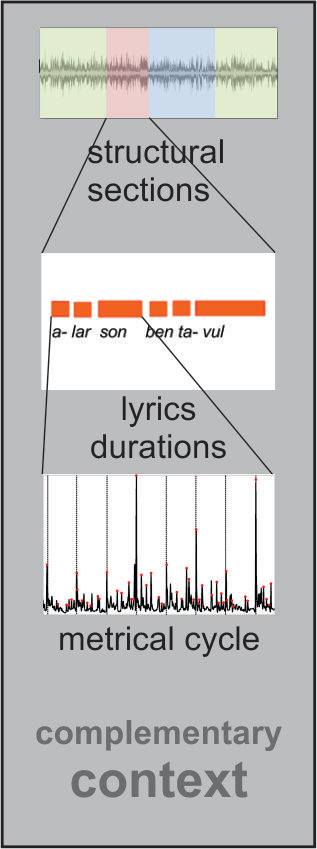 structural
sections
a- lar son ben ta- vul
lyrics
durations
metrical cycle
complementary
context